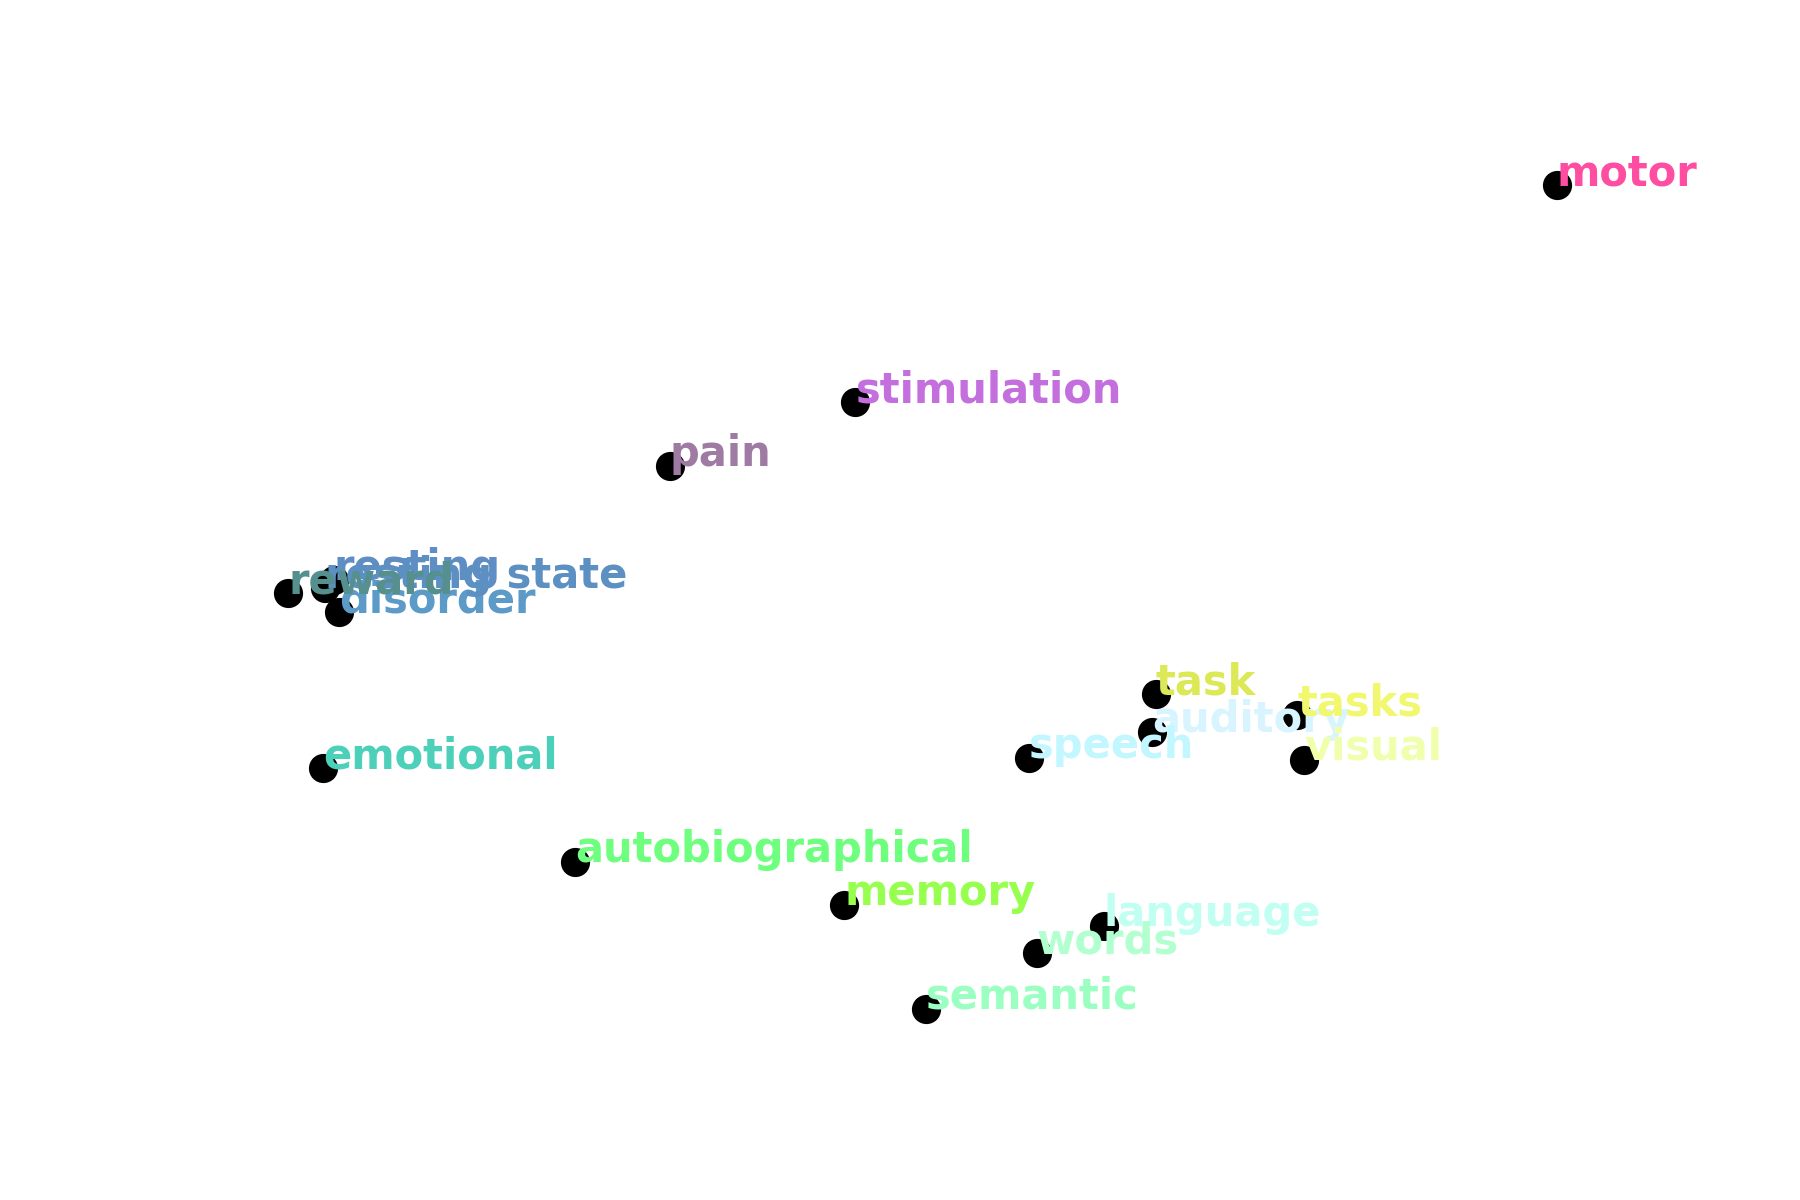 motor
stimulation
pain
resting
resting state
reward
disorder
task
tasks
auditory
speech
visual
emotional
autobiographical
memory
language
words
semantic